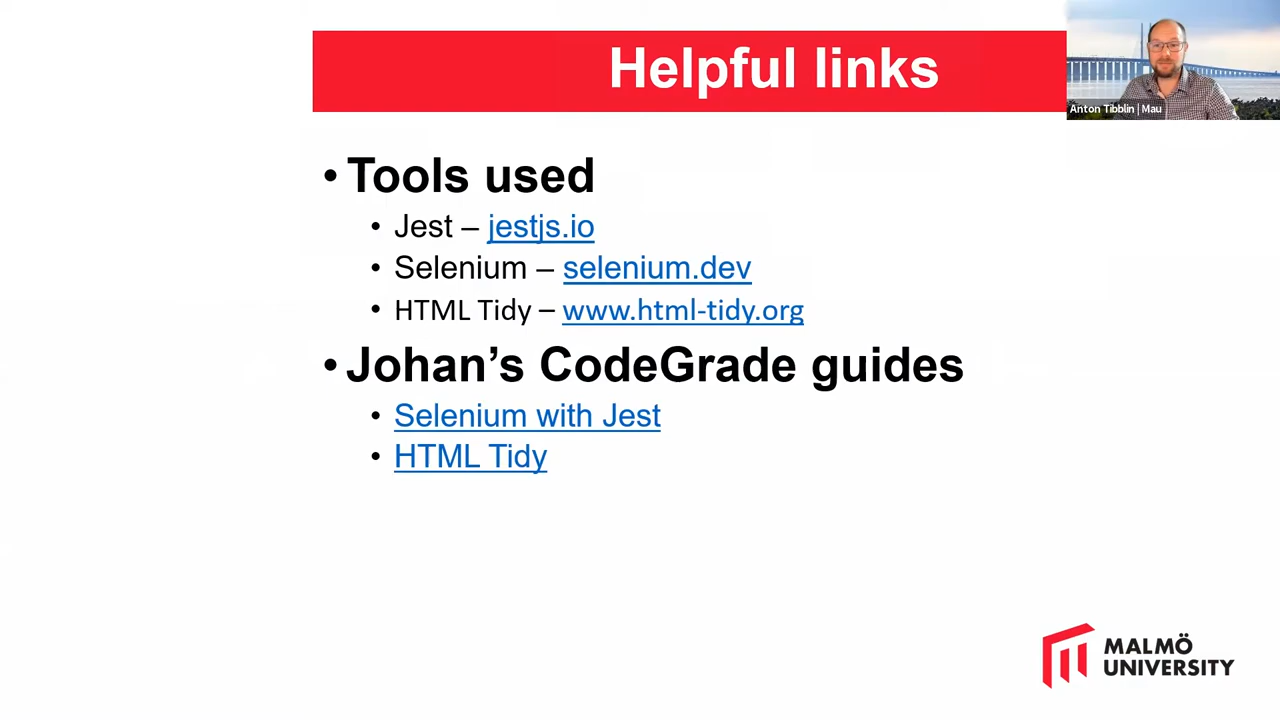 Helpful links
Anton Tibblin | Mau
• Tools used
• Jest – jestjs.io
• Selenium – selenium.dev
• HTML Tidy – www.html-tidy.org
• Johan’s CodeGrade guides
• Selenium with Jest
• HTML Tidy
MALMÖ
UNIVERSITY